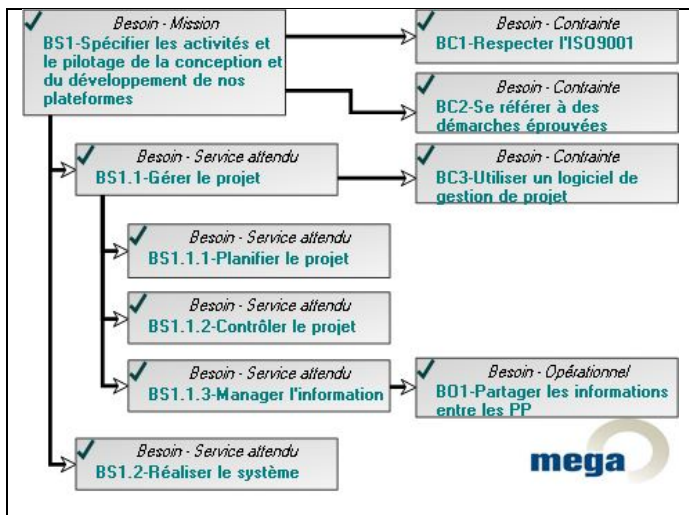 Besoin - Mission
BS1-Spécifier les activités et
le pilotage de la conception et
du développement de nos
plateformes
Besoin - Contrainte
BC1-Respecter l'ISO9001
Besoin - Contrainte
BC2-Se référer à des
démarches éprouvées
Besoin - Service attendu
BS1.1-Gérer le projet
Besoin - Contrainte
BC3-Utiliser un logiciel de
gestion de projet
Besoin - Service attendu
BS1.1.1-Planifier le projet
Besoin - Service attendu
BS1.1.2-Contrôler le projet
Besoin - Service attendu
BS1.1.3-Manager l'information
Besoin - Opérationnel
BO1-Partager les informations
entre les PP
Besoin - Service attendu
BS1.2-Réaliser le système
mega